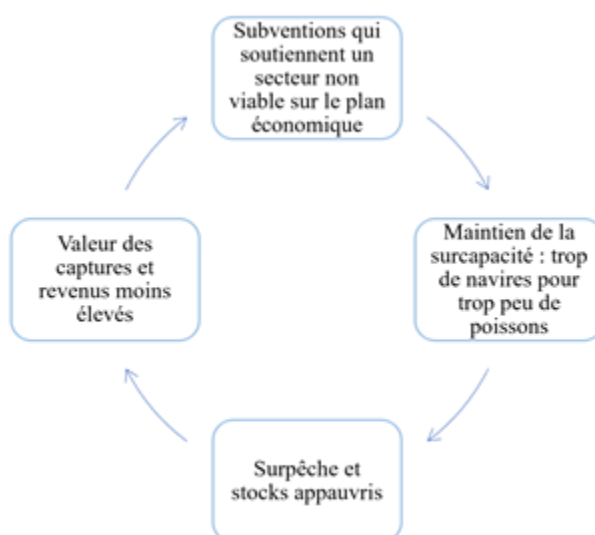 Subventions qui
soutiennent un
secteur non
viable sur le plan
économique
Maintien de la
surcapacité : trop
de navires pour
trop peu de
poissons
Surpêche et
stocks appauvris
Valeur des
captures et
revenus moins
élevés